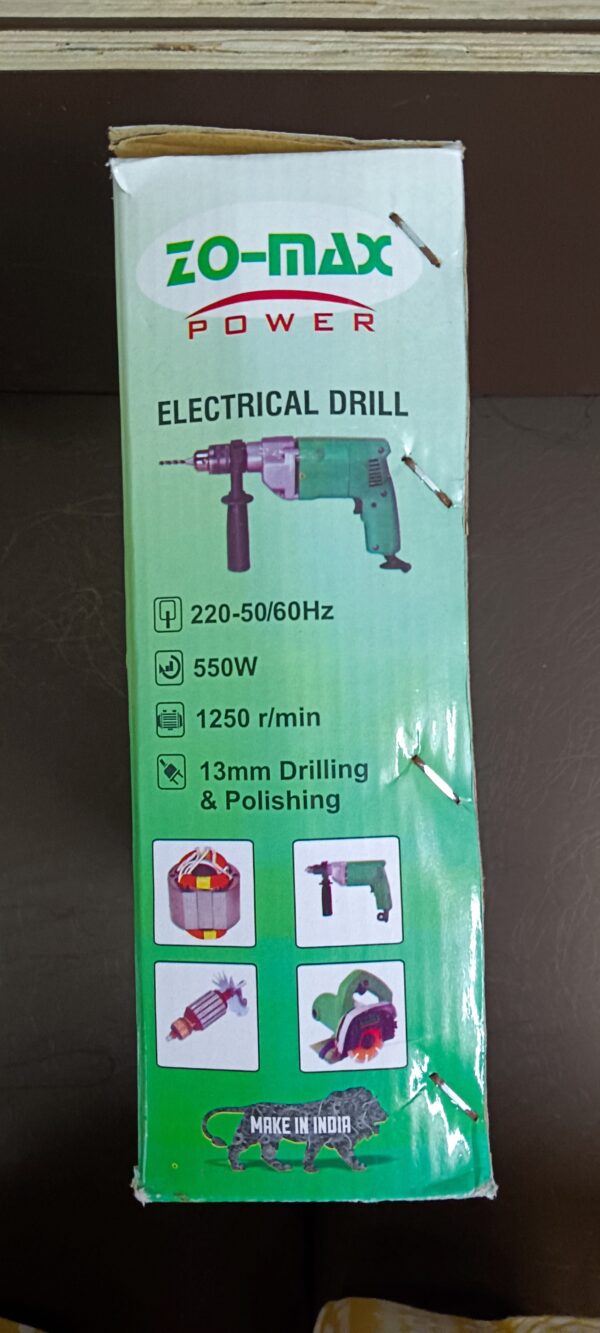 ZO-MAX
POWER
ELECTRICAL DRILL
220-50/60Hz
550W
1250 r/min
13mm Drilling
& Polishing
MAKE IN INDIA